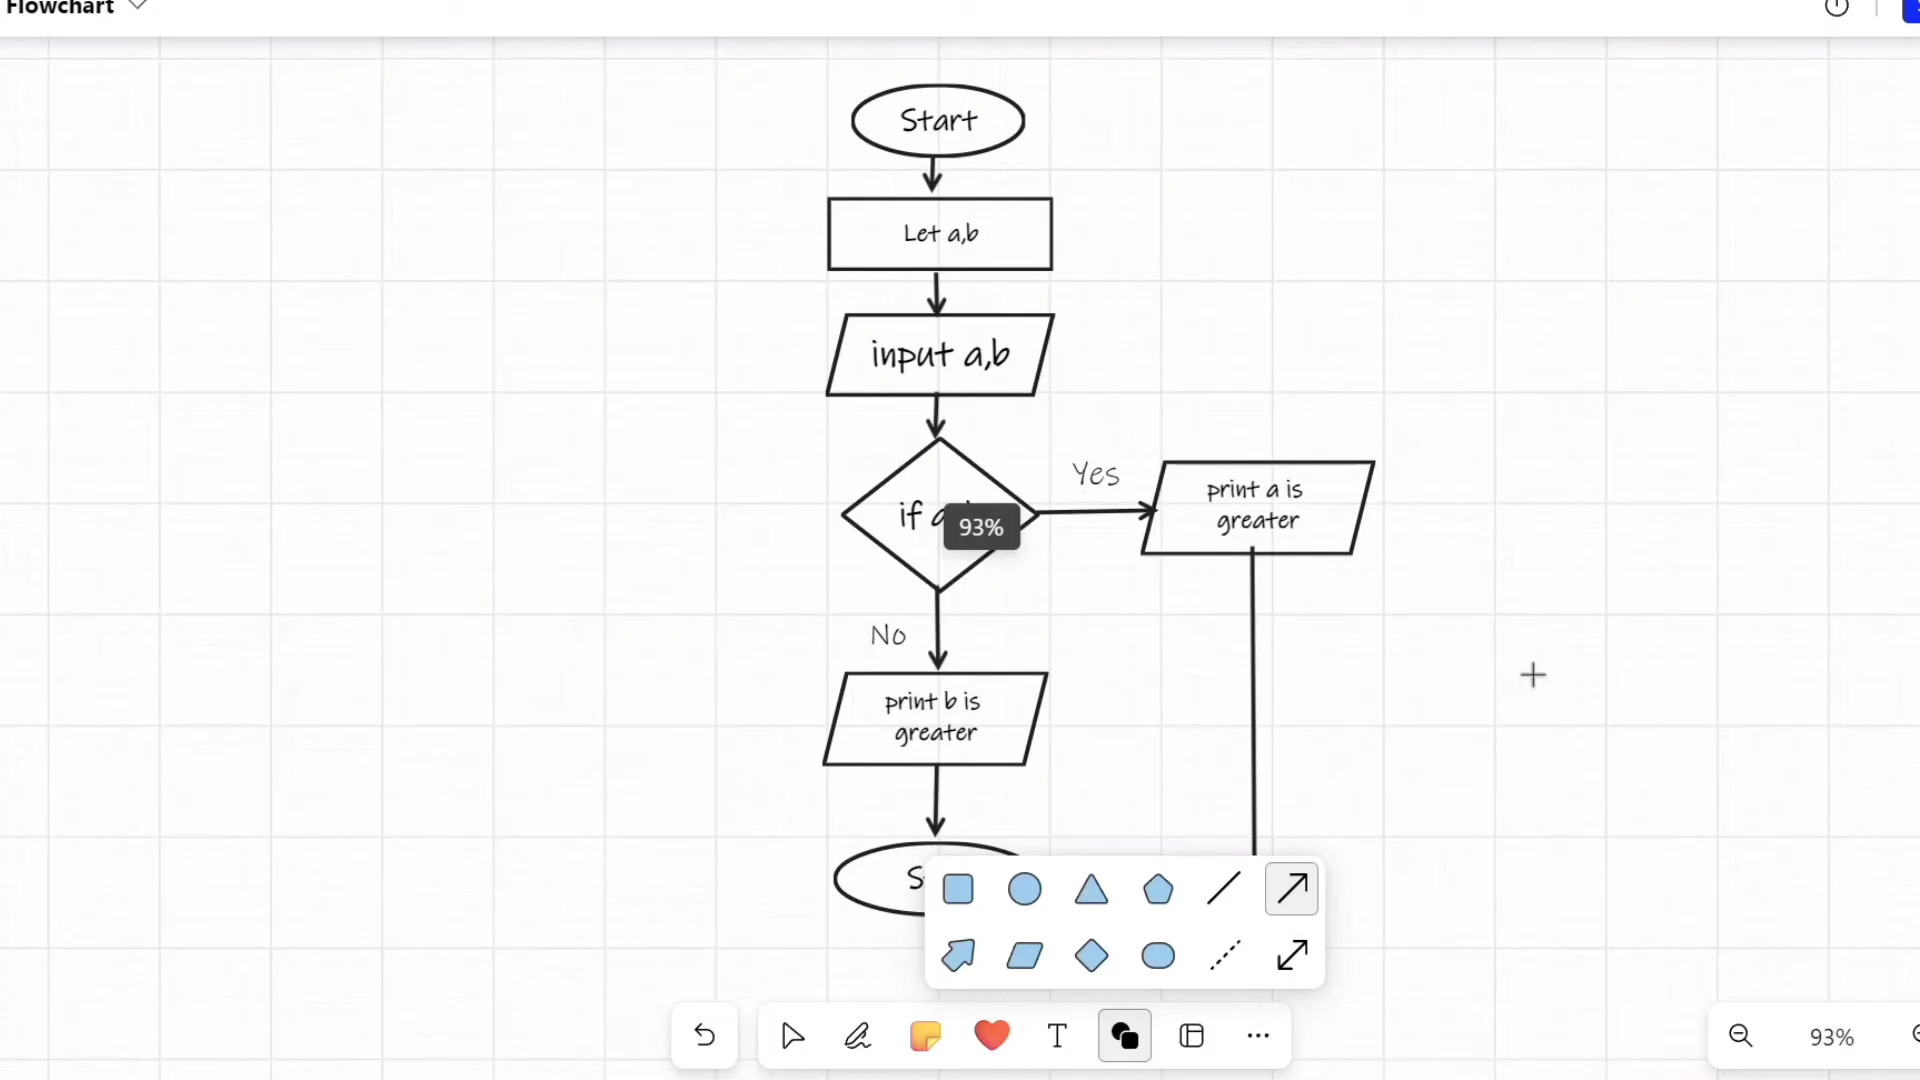 Flowchart
Start
Let a,b
input a,b
Yes
print a is
greater
if
93%
No
print b is
greater
93%